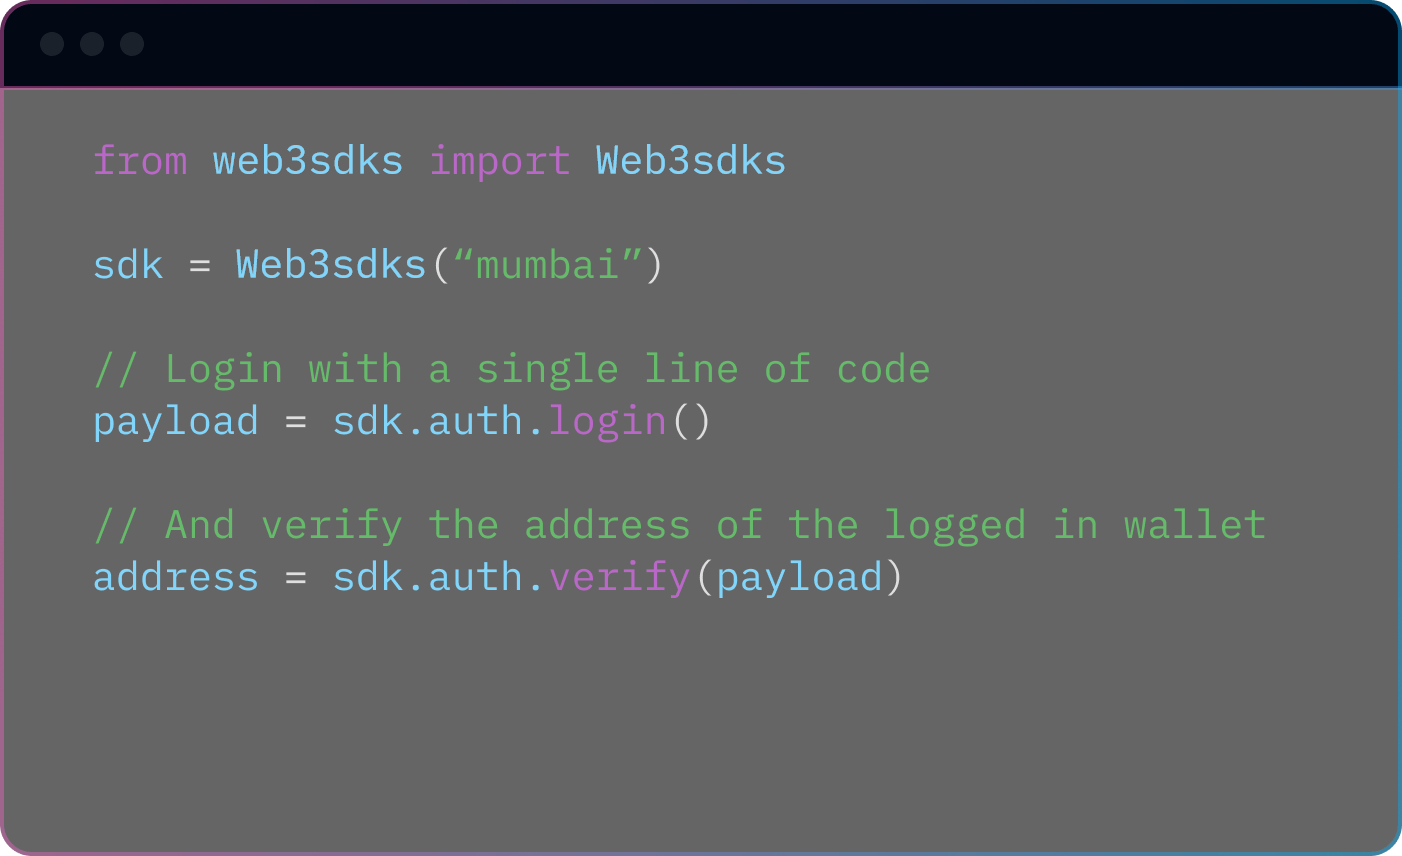 from web3sdks import Web3sdks
sdk = Web3sdks(“mumbai”)
// Login with a single line of code
payload = sdk.auth.login()
// And verify the address of the logged in wallet
address = sdk.auth.verify(payload)